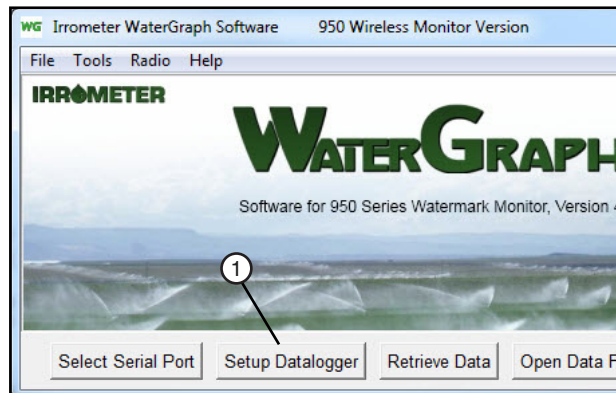 WG Irrometer WaterGraph Software 950 Wireless Monitor Version
File Tools Radio Help
IRROMETER
WATERGRAPH
Software for 950 Series Watermark Monitor, Version 4
1
Select Serial Port Setup Datalogger Retrieve Data Open Data F